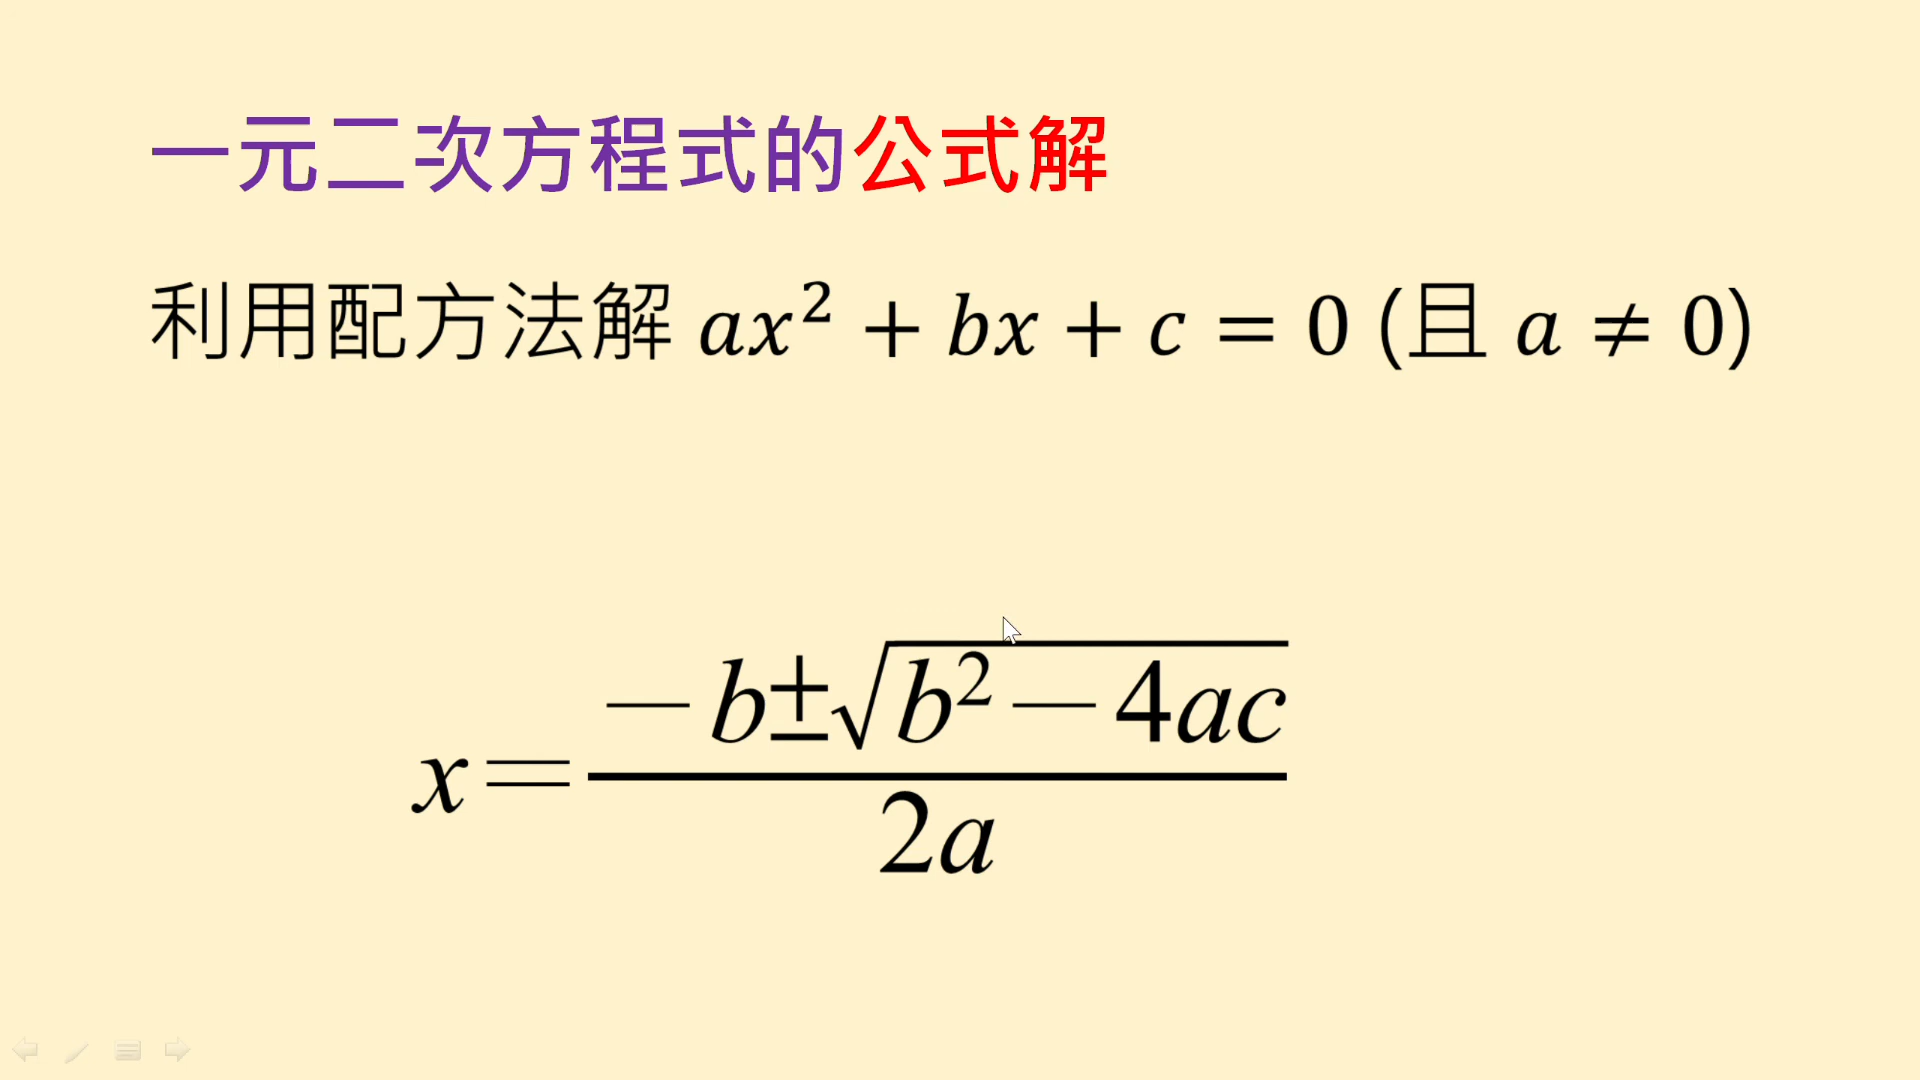 一元二次方程式的公式解
利用配方法解 ax² + bx + c = 0 (且 a ≠ 0)
x = (−b ± √(b² − 4ac)) / 2a